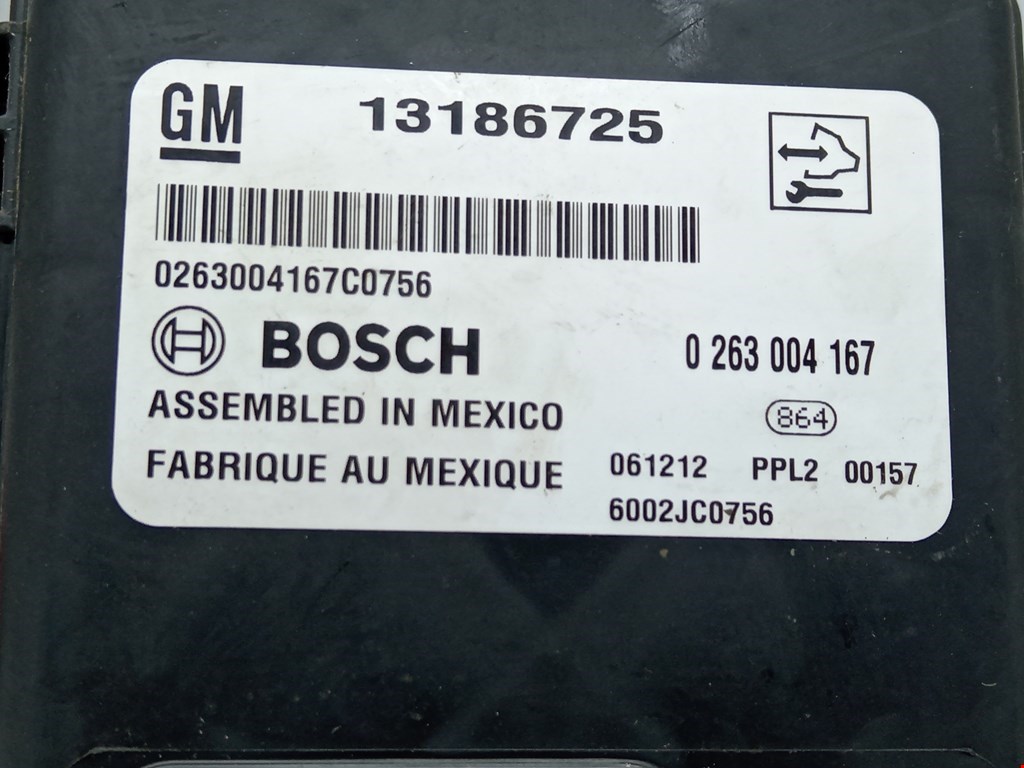 GM 13186725
0263004167C0756
BOSCH 0 263 004 167
ASSEMBLED IN MEXICO 864
FABRIQUE AU MEXIQUE 061212 PPL2 00157
6002JC0756